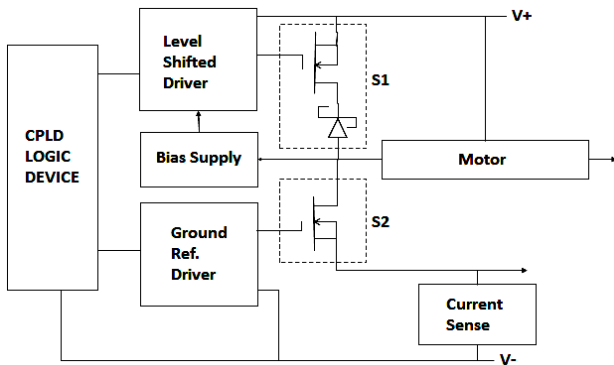 V+
Level
Shifted
Driver
S1
CPLD
LOGIC
DEVICE
Bias Supply
Motor
Ground
Ref.
Driver
S2
Current
Sense
V-